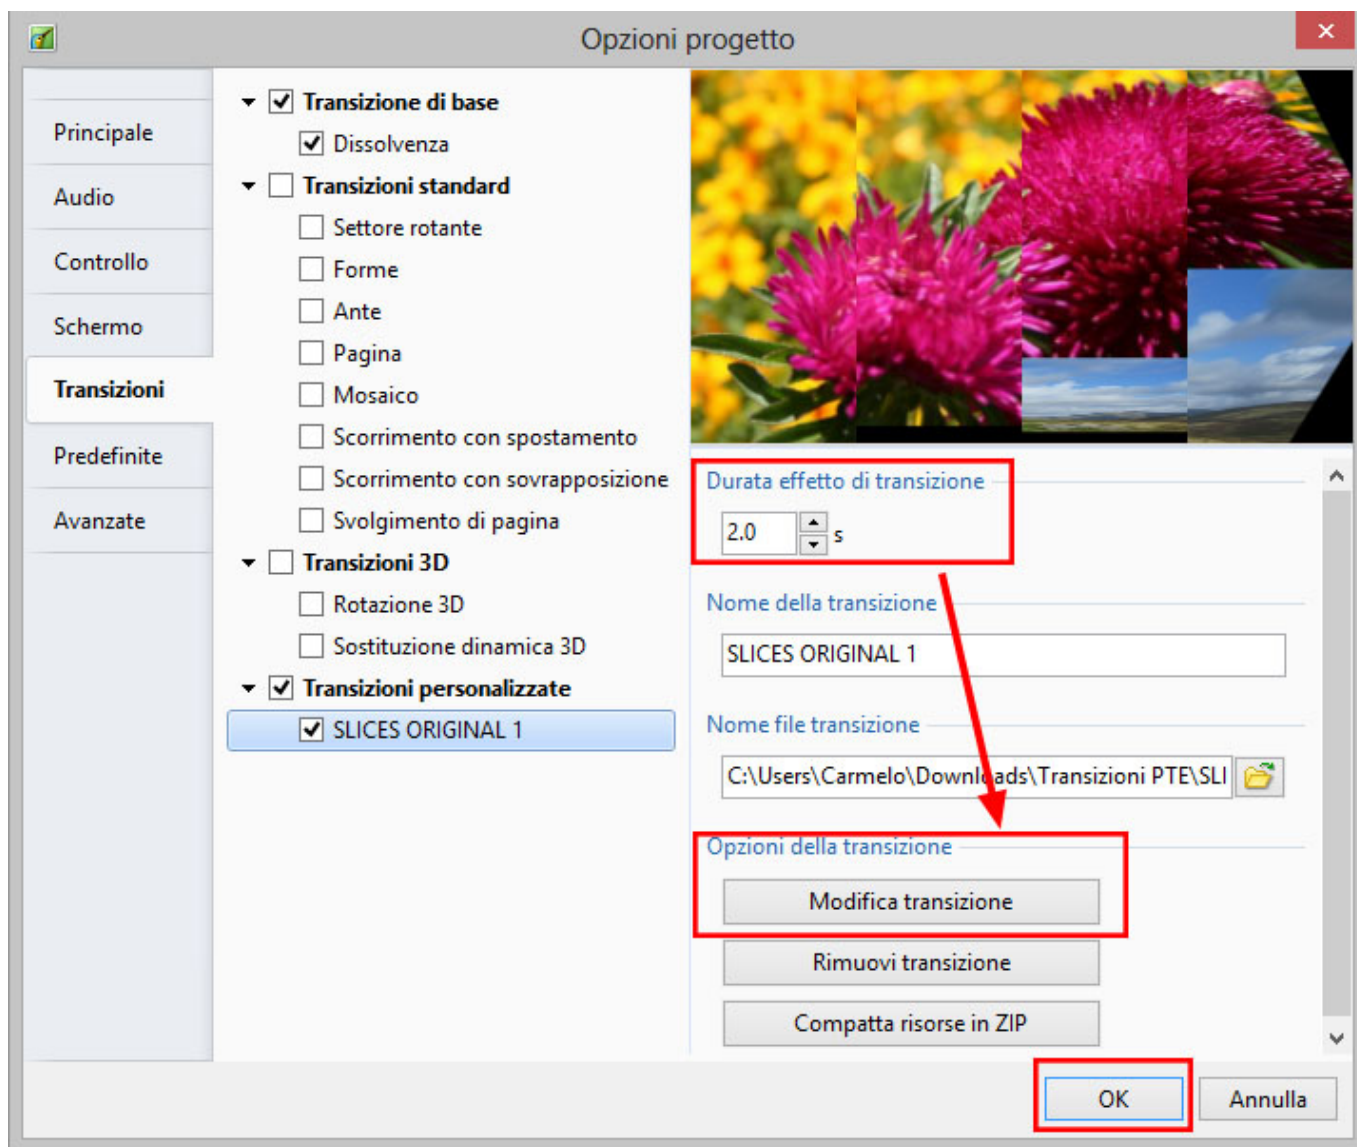 Opzioni progetto
Principale
Audio
Controllo
Schermo
Transizioni
Predefinite
Avanzate
Transizione di base
Dissolvenza
Transizioni standard
Settore rotante
Forme
Ante
Pagina
Mosaico
Scorrimento con spostamento
Scorrimento con sovrapposizione
Svolgimento di pagina
Transizioni 3D
Rotazione 3D
Sostituzione dinamica 3D
Transizioni personalizzate
SLICES ORIGINAL 1
Durata effetto di transizione
2.0 s
Nome della transizione
SLICES ORIGINAL 1
Nome file transizione
C:\Users\Carmelo\Downloads\Transizioni PTE\SLI
Opzioni della transizione
Modifica transizione
Rimuovi transizione
Compatta risorse in ZIP
OK Annulla